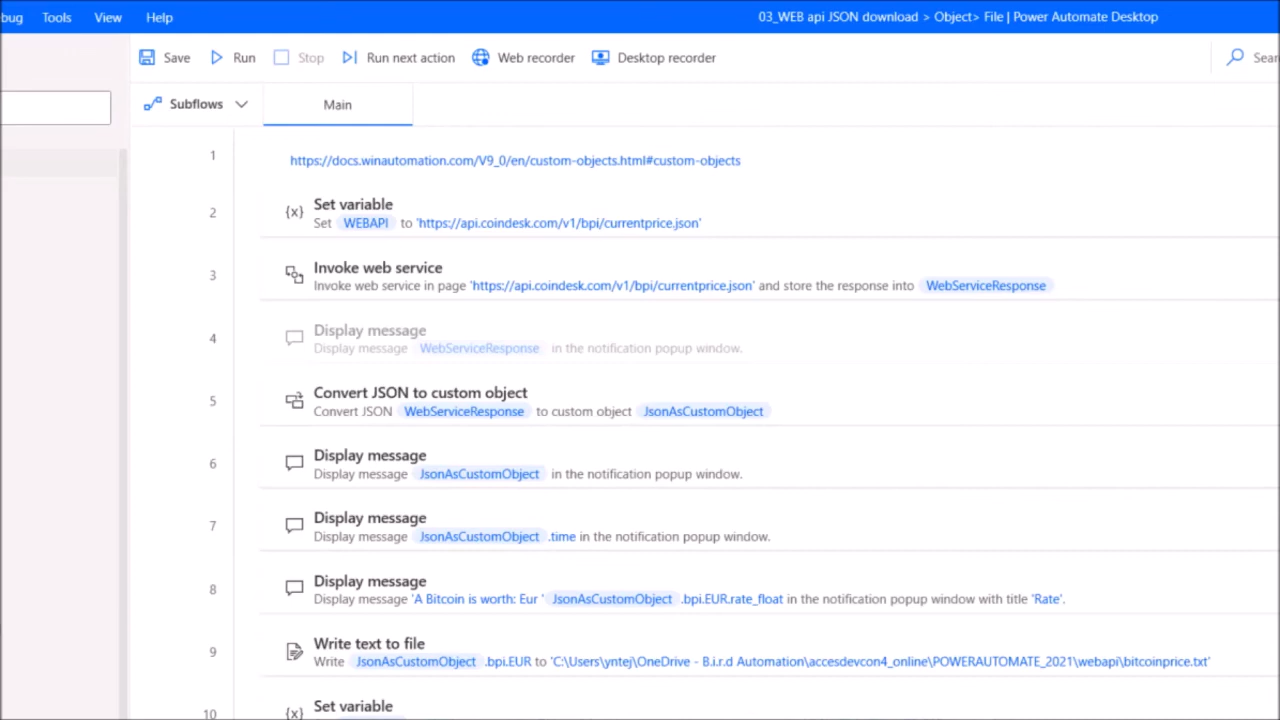 bug Tools View Help
03_WEB api JSON download > Object> File | Power Automate Desktop
Save Run Stop Run next action Web recorder Desktop recorder Sear
Subflows Main
1 https://docs.winautomation.com/V9_0/en/custom-objects.html#custom-objects
2 {x} Set variable
Set WEBAPI to 'https://api.coindesk.com/v1/bpi/currentprice.json'
3 Invoke web service
Invoke web service in page 'https://api.coindesk.com/v1/bpi/currentprice.json' and store the response into WebServiceResponse
4 Display message
Display message WebServiceResponse in the notification popup window.
5 Convert JSON to custom object
Convert JSON WebServiceResponse to custom object JsonAsCustomObject
6 Display message
Display message JsonAsCustomObject in the notification popup window.
7 Display message
Display message JsonAsCustomObject .time in the notification popup window.
8 Display message
Display message 'A Bitcoin is worth: Eur ' JsonAsCustomObject .bpi.EUR.rate_float in the notification popup window with title 'Rate'.
9 Write text to file
Write JsonAsCustomObject .bpi.EUR to 'C:\Users\yntej\OneDrive - B.i.r.d Automation\accesdevcon4_online\POWERAUTOMATE_2021\webapi\bitcoinprice.txt'
10 {x} Set variable